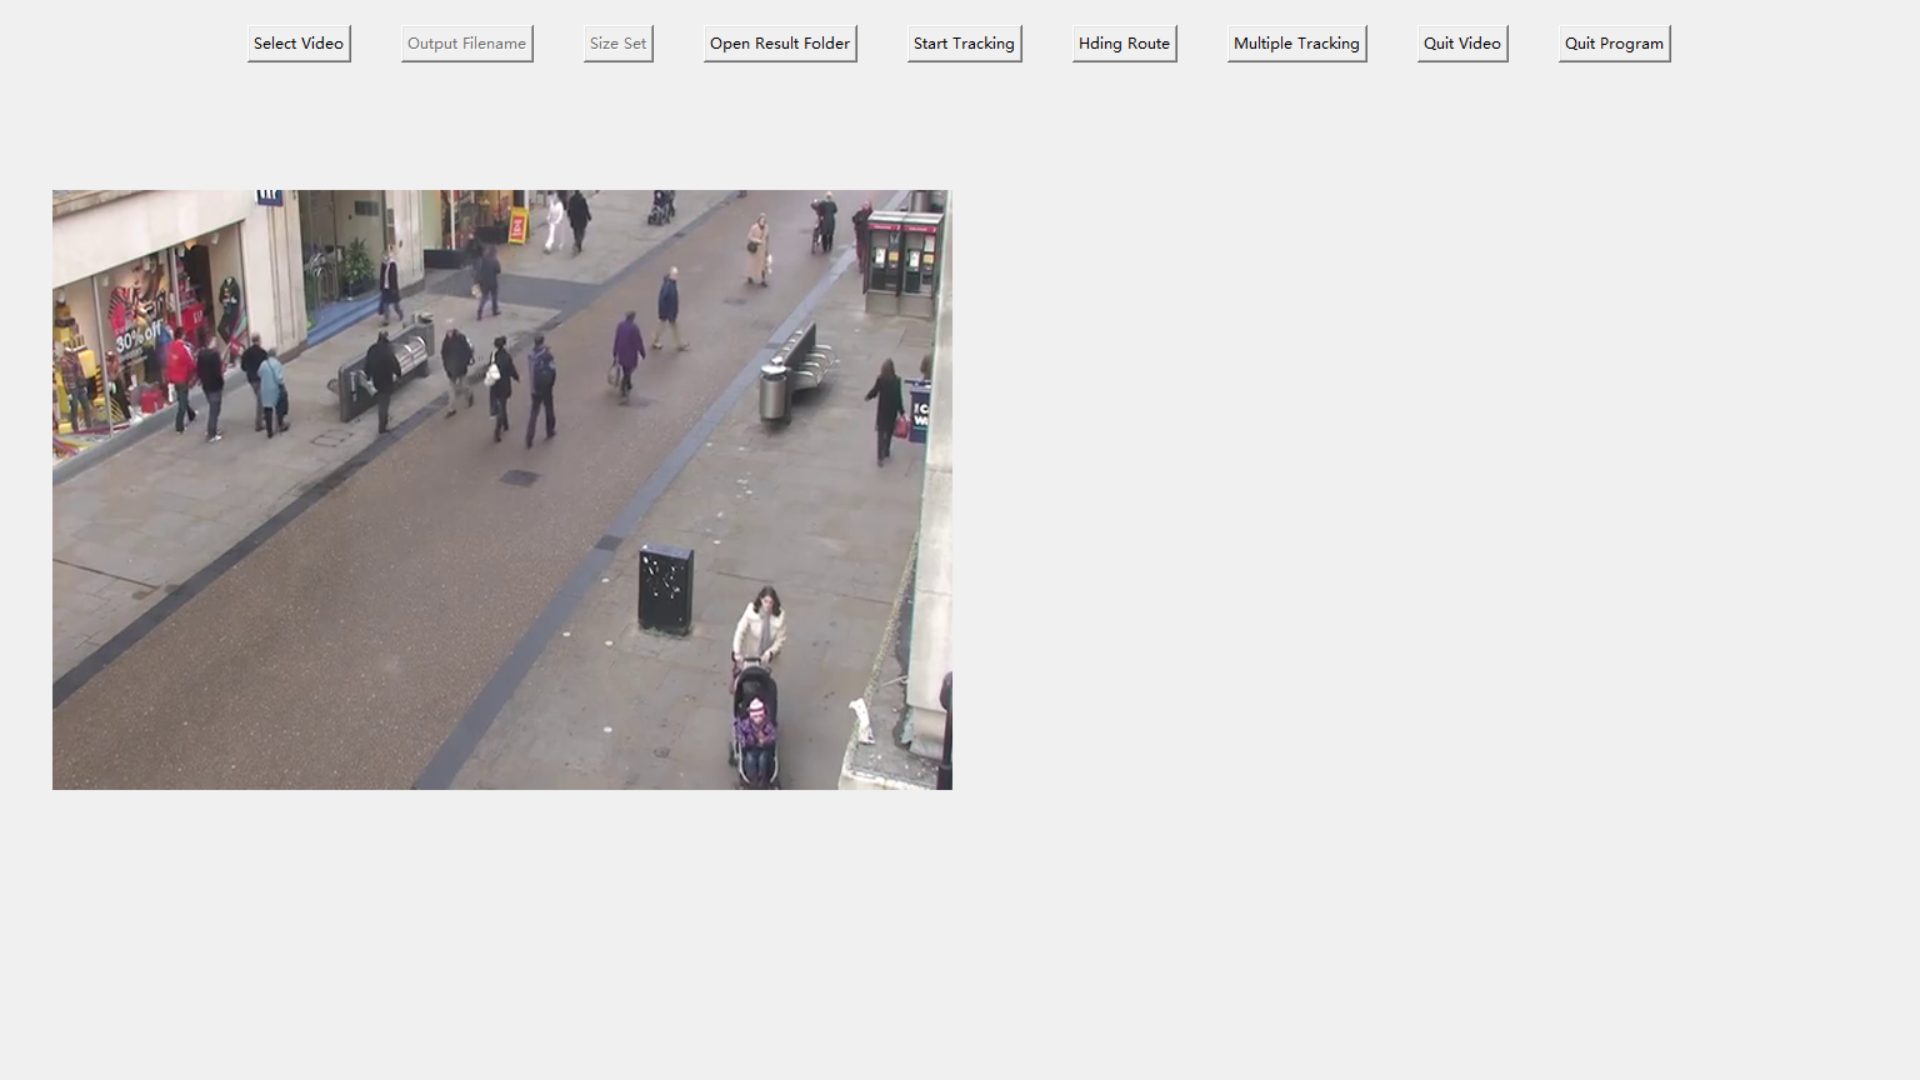 Select Video
Output Filename
Size Set
Open Result Folder
Start Tracking
Hding Route
Multiple Tracking
Quit Video
Quit Program
30% off